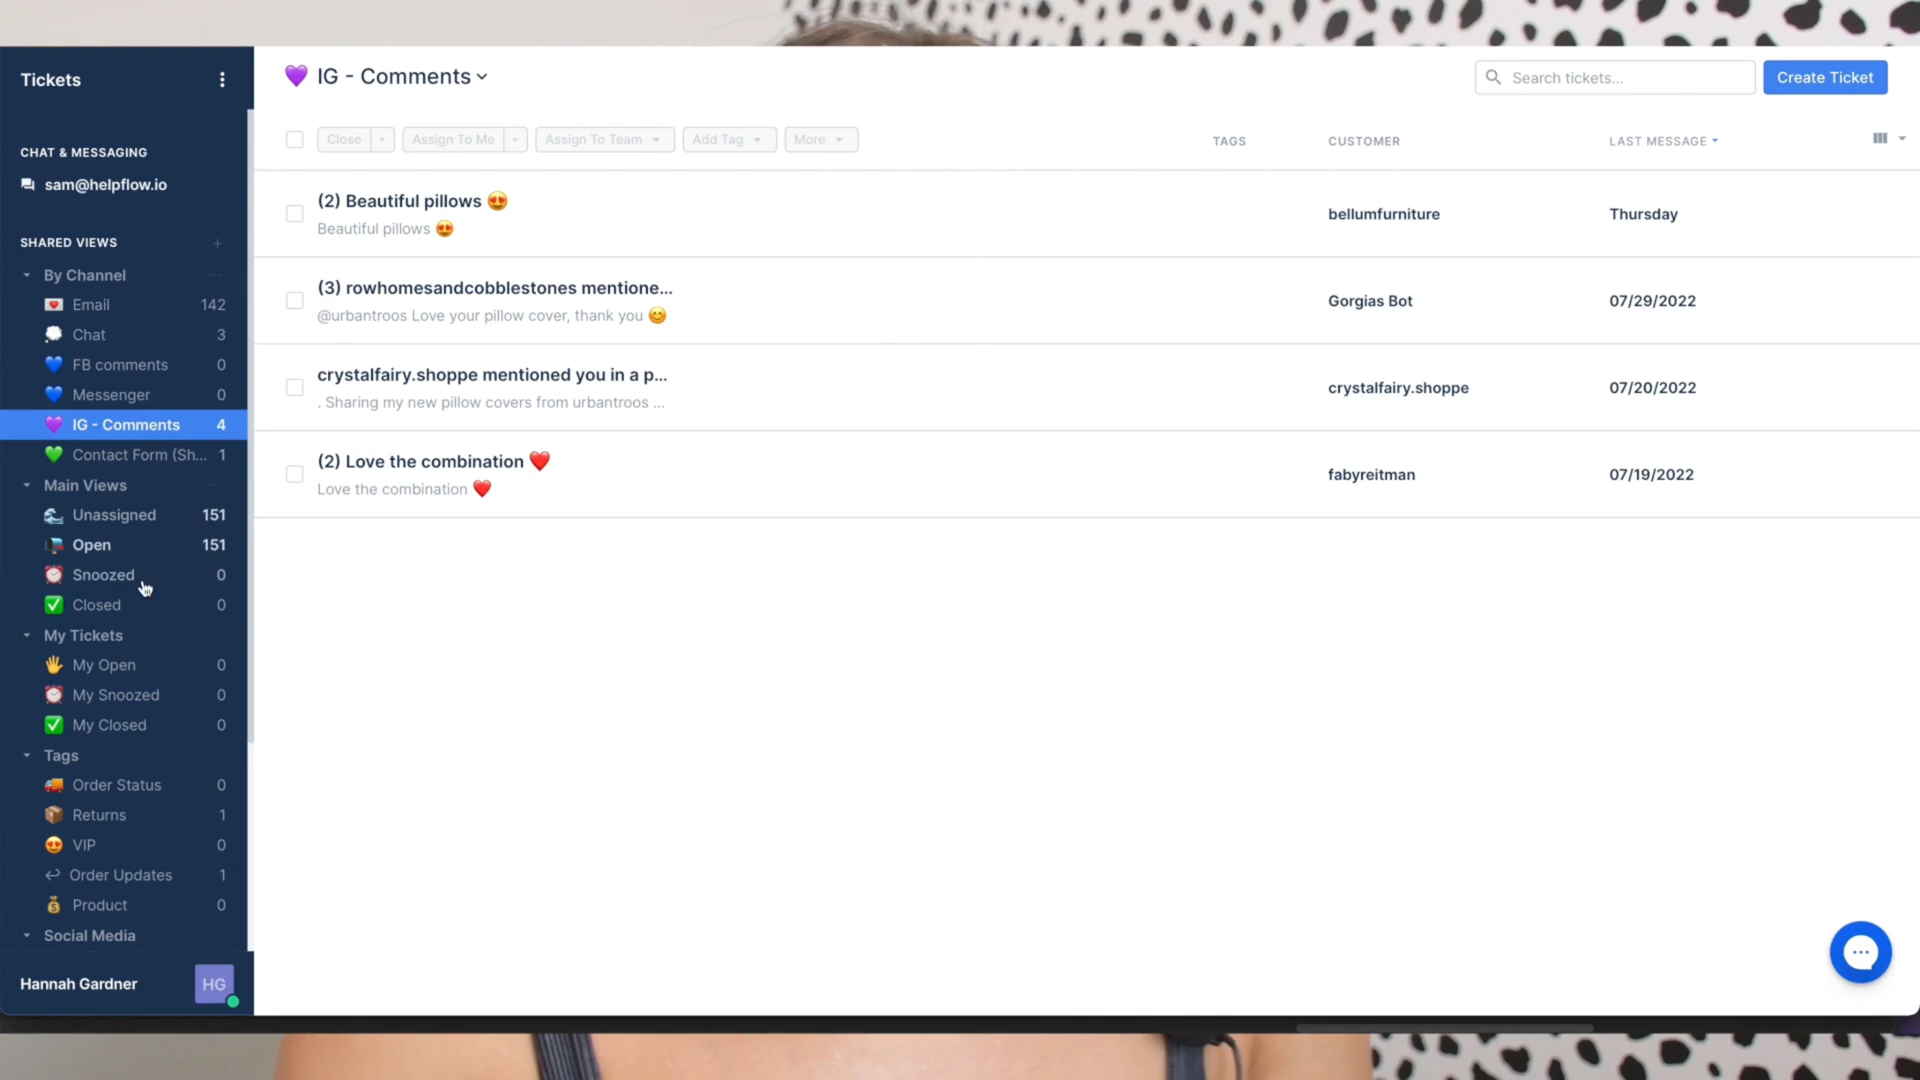 Tickets
CHAT & MESSAGING
sam@helpflow.io
SHARED VIEWS
By Channel
Email 142
Chat 3
FB comments 0
Messenger 0
IG - Comments 4
Contact Form (Sh... 1
Main Views
Unassigned 151
Open 151
Snoozed 0
Closed 0
My Tickets
My Open 0
My Snoozed 0
My Closed 0
Tags
Order Status 0
Returns 1
VIP 0
Order Updates 1
Product 0
Social Media
Hannah Gardner HG
💜 IG - Comments
Search tickets...
Create Ticket
Close Assign To Me Assign To Team Add Tag More TAGS CUSTOMER LAST MESSAGE
(2) Beautiful pillows 😍
Beautiful pillows 😍
bellumfurniture Thursday
(3) rowhomesandcobblestones mentione...
@urbantroos Love your pillow cover, thank you 😊
Gorgias Bot 07/29/2022
crystalfairy.shoppe mentioned you in a p...
. Sharing my new pillow covers from urbantroos ...
crystalfairy.shoppe 07/20/2022
(2) Love the combination ❤️
Love the combination ❤️
fabyreitman 07/19/2022